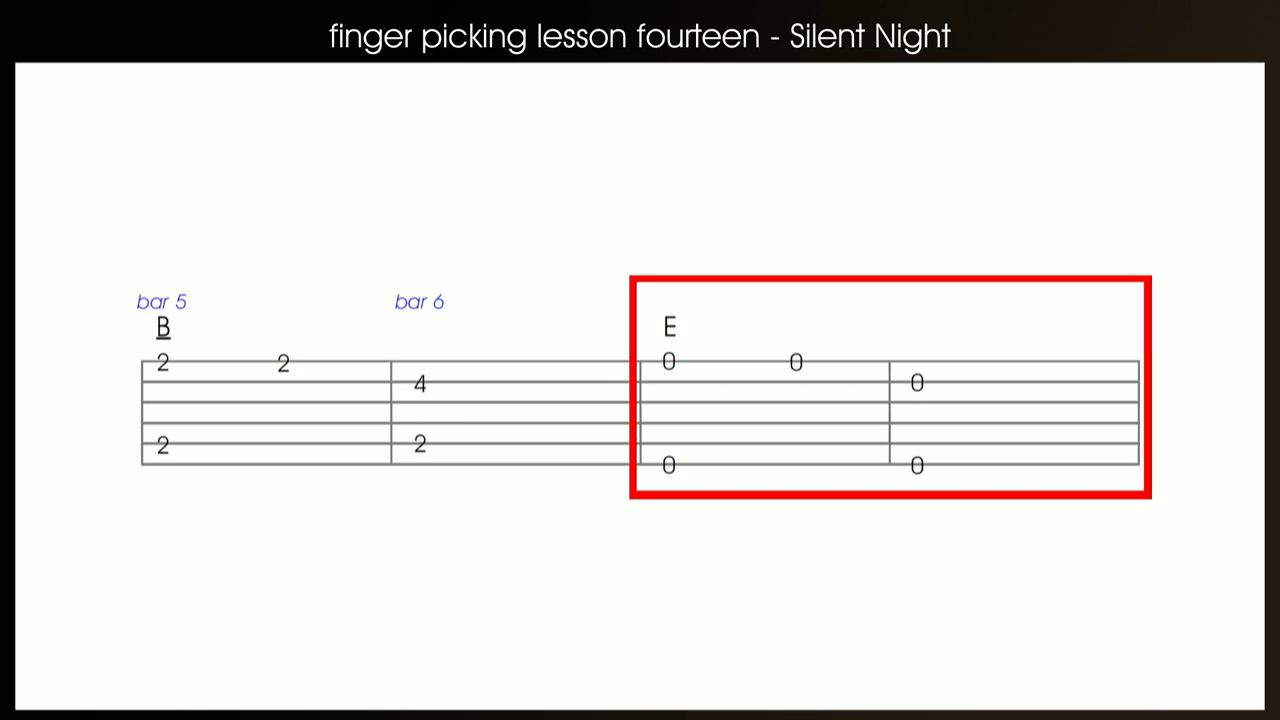 finger picking lesson fourteen - Silent Night
bar 5 bar 6
B E
2 2 0 0
4 0
2 2
0 0